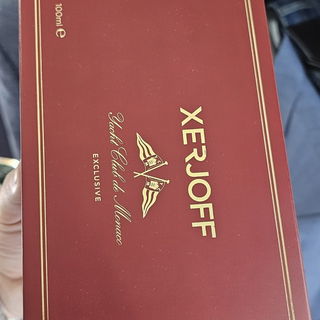 XERJOFF
Yacht Club de Monaco
EXCLUSIVE
100ml ℮